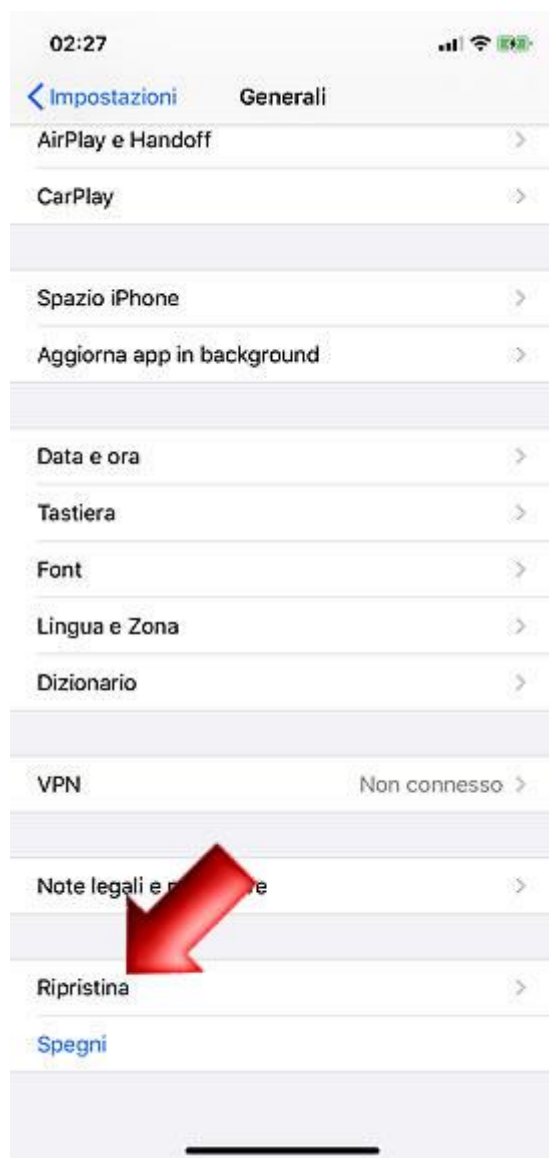 02:27
Impostazioni Generali
AirPlay e Handoff
CarPlay
Spazio iPhone
Aggiorna app in background
Data e ora
Tastiera
Font
Lingua e Zona
Dizionario
VPN Non connesso
Note legali e
Ripristina
Spegni